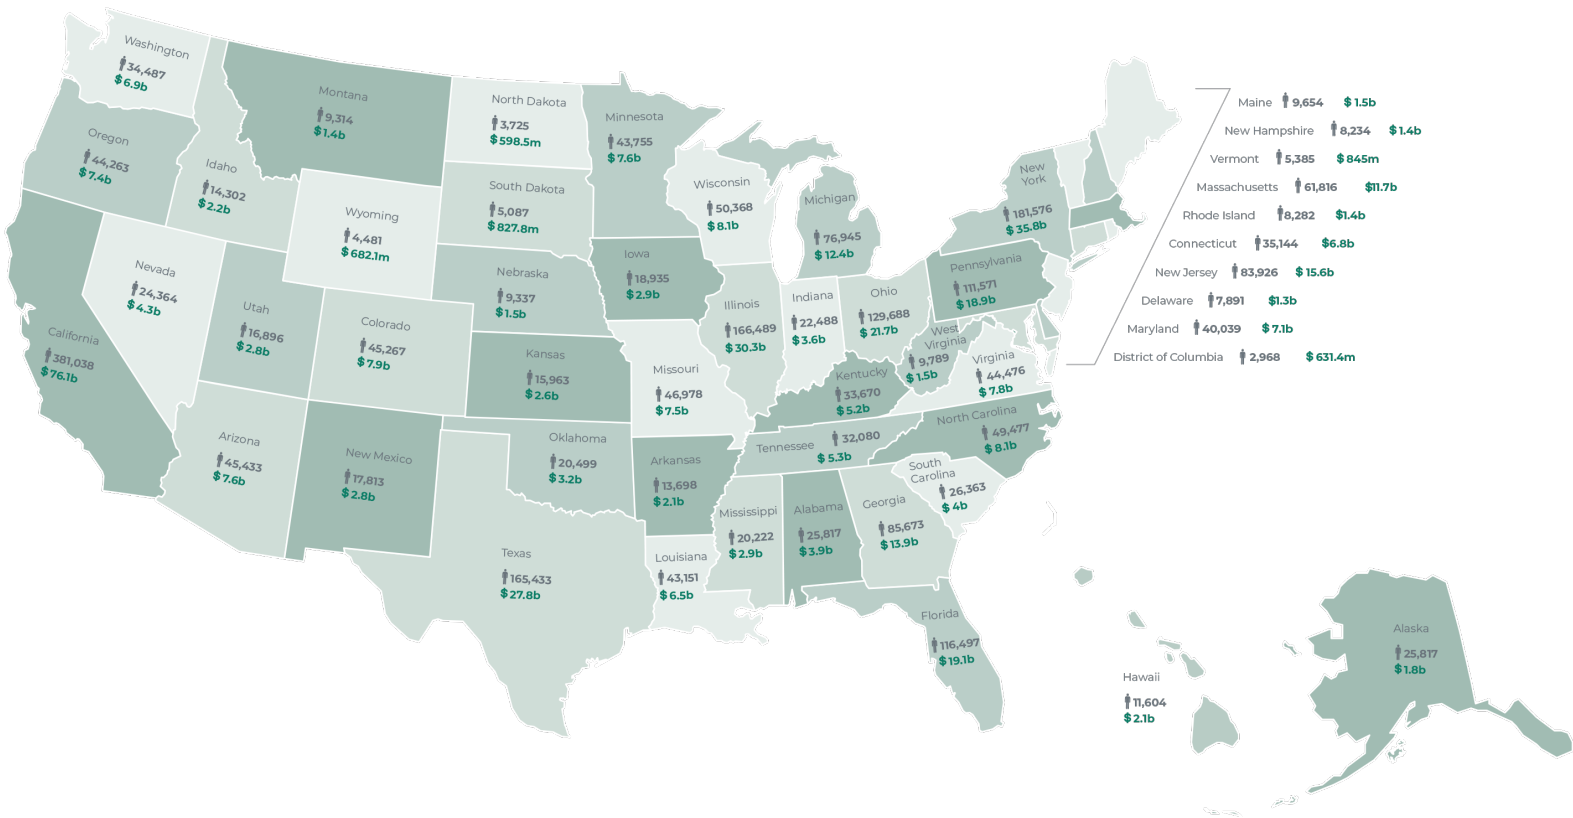 Washington
34,487
$6.9b
Oregon
44,263
$7.4b
California
381,038
$76.1b
Idaho
14,302
$2.2b
Nevada
24,364
$4.3b
Montana
9,314
$1.4b
Wyoming
4,481
$682.1m
Utah
16,896
$2.8b
Arizona
45,433
$7.6b
Colorado
45,267
$7.9b
New Mexico
17,813
$2.8b
North Dakota
3,725
$598.5m
South Dakota
5,087
$827.8m
Nebraska
9,337
$1.5b
Kansas
15,963
$2.6b
Oklahoma
20,499
$3.2b
Texas
165,433
$27.8b
Minnesota
43,755
$7.6b
Iowa
18,935
$2.9b
Missouri
46,978
$7.5b
Arkansas
13,698
$2.1b
Louisiana
43,151
$6.5b
Wisconsin
50,368
$8.1b
Illinois
166,489
$30.3b
Michigan
76,945
$12.4b
Indiana
22,488
$3.6b
Ohio
129,688
$21.7b
Kentucky
33,670
$5.2b
Tennessee
32,080
$5.3b
Mississippi
20,222
$2.9b
Alabama
25,817
$3.9b
Georgia
85,673
$13.9b
Florida
116,497
$19.1b
South
Carolina
26,363
$4b
North Carolina
49,477
$8.1b
Virginia
44,476
$7.8b
West
Virginia
9,789
$1.5b
Pennsylvania
111,571
$18.9b
New
York
181,576
$35.8b
Maine 9,654 $1.5b
New Hampshire 8,234 $1.4b
Vermont 5,385 $845m
Massachusetts 61,816 $11.7b
Rhode Island 8,282 $1.4b
Connecticut 35,144 $6.8b
New Jersey 83,926 $15.6b
Delaware 7,891 $1.3b
Maryland 40,039 $7.1b
District of Columbia 2,968 $631.4m
Hawaii
11,604
$2.1b
Alaska
25,817
$1.8b